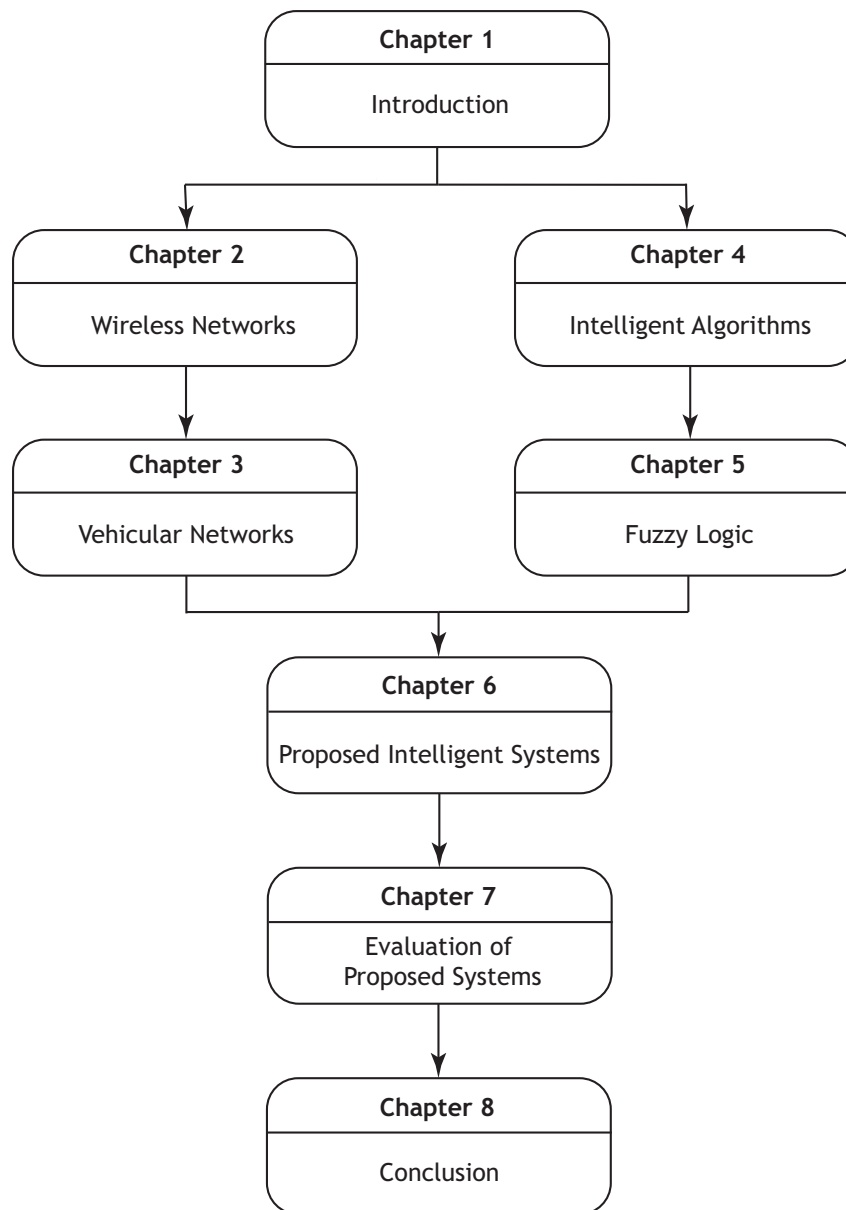 Chapter 1
Introduction
Chapter 2
Wireless Networks
Chapter 4
Intelligent Algorithms
Chapter 3
Vehicular Networks
Chapter 5
Fuzzy Logic
Chapter 6
Proposed Intelligent Systems
Chapter 7
Evaluation of
Proposed Systems
Chapter 8
Conclusion